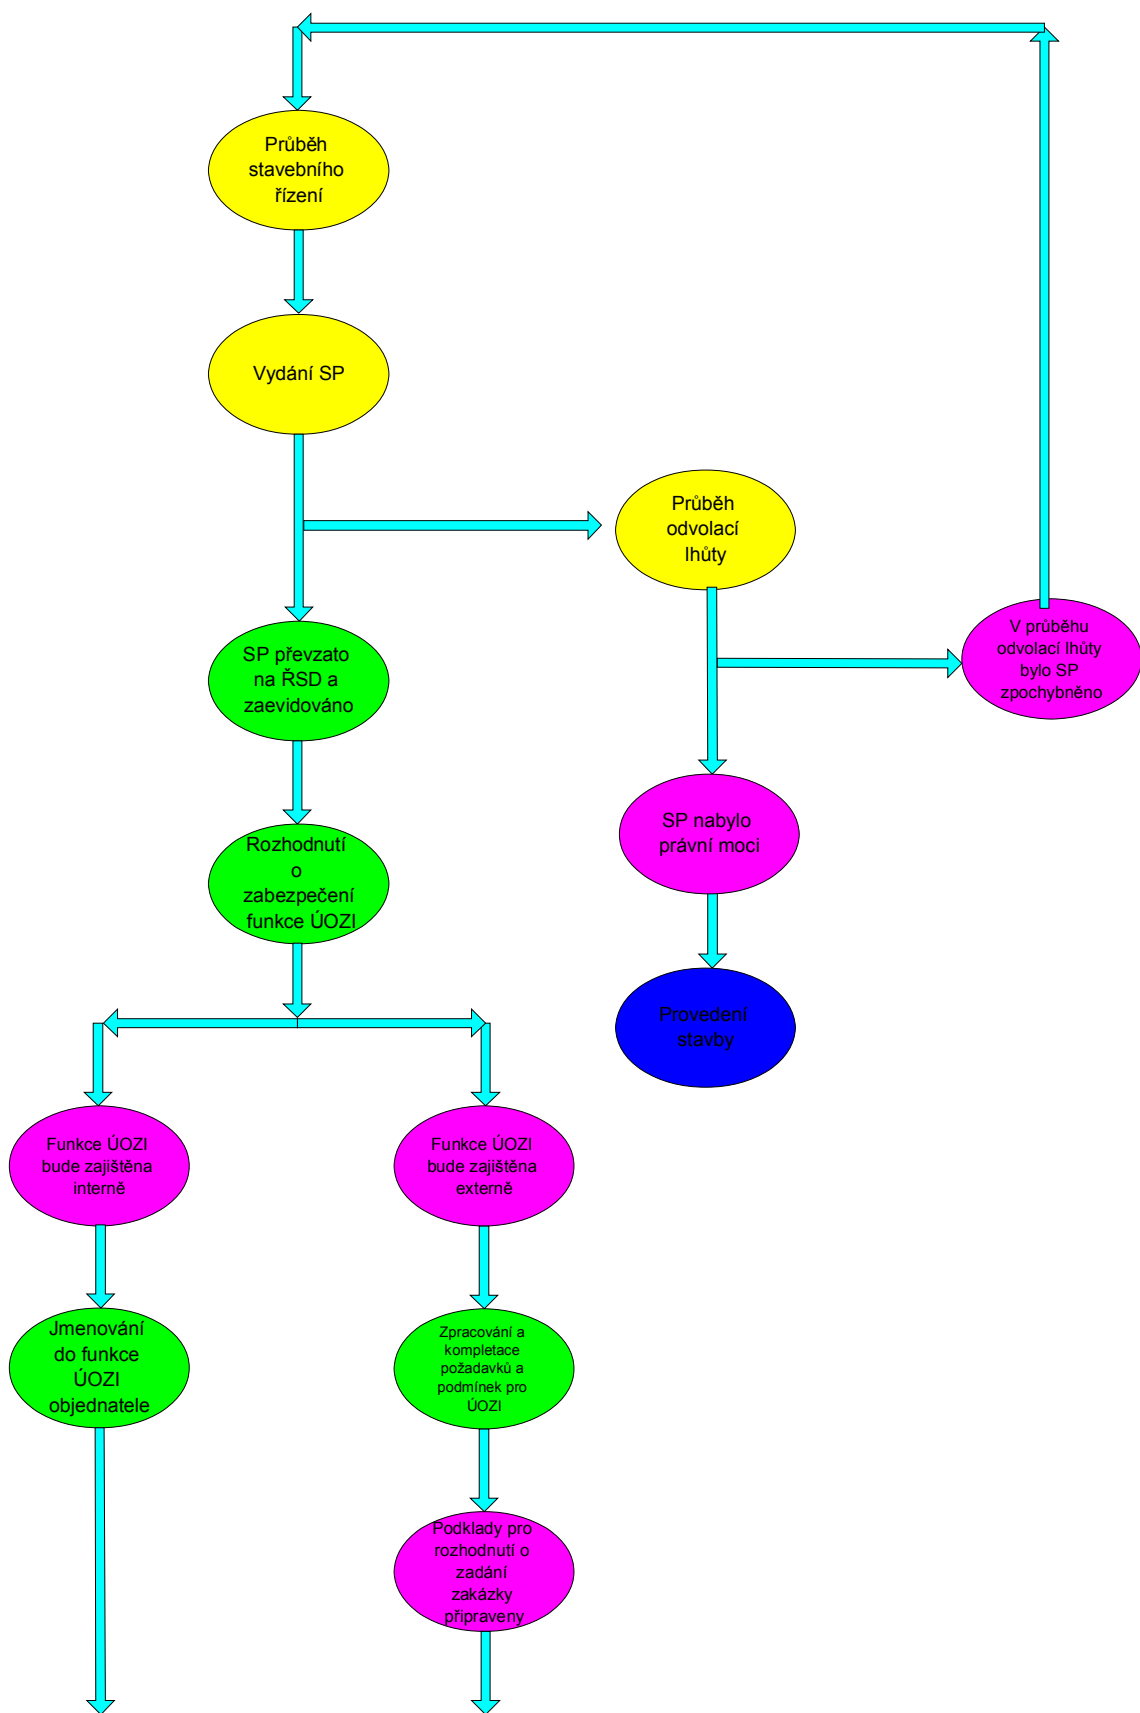 Průběh
stavebního
řízení
Vydání SP
Průběh
odvolací
lhůty
V průběhu
odvolací lhůty
bylo SP
zpochybněno
SP převzato
na ŘSD a
zaevidováno
SP nabylo
právní moci
Rozhodnutí
o
zabezpečení
funkce ÚOZI
Provedení
stavby
Funkce ÚOZI
bude zajištěna
interně
Funkce ÚOZI
bude zajištěna
externě
Jmenování
do funkce
ÚOZI
objednatele
Zpracování a
kompletace
požadavků a
podmínek pro
ÚOZI
Podklady pro
rozhodnutí o
zadání
zakázky
připraveny